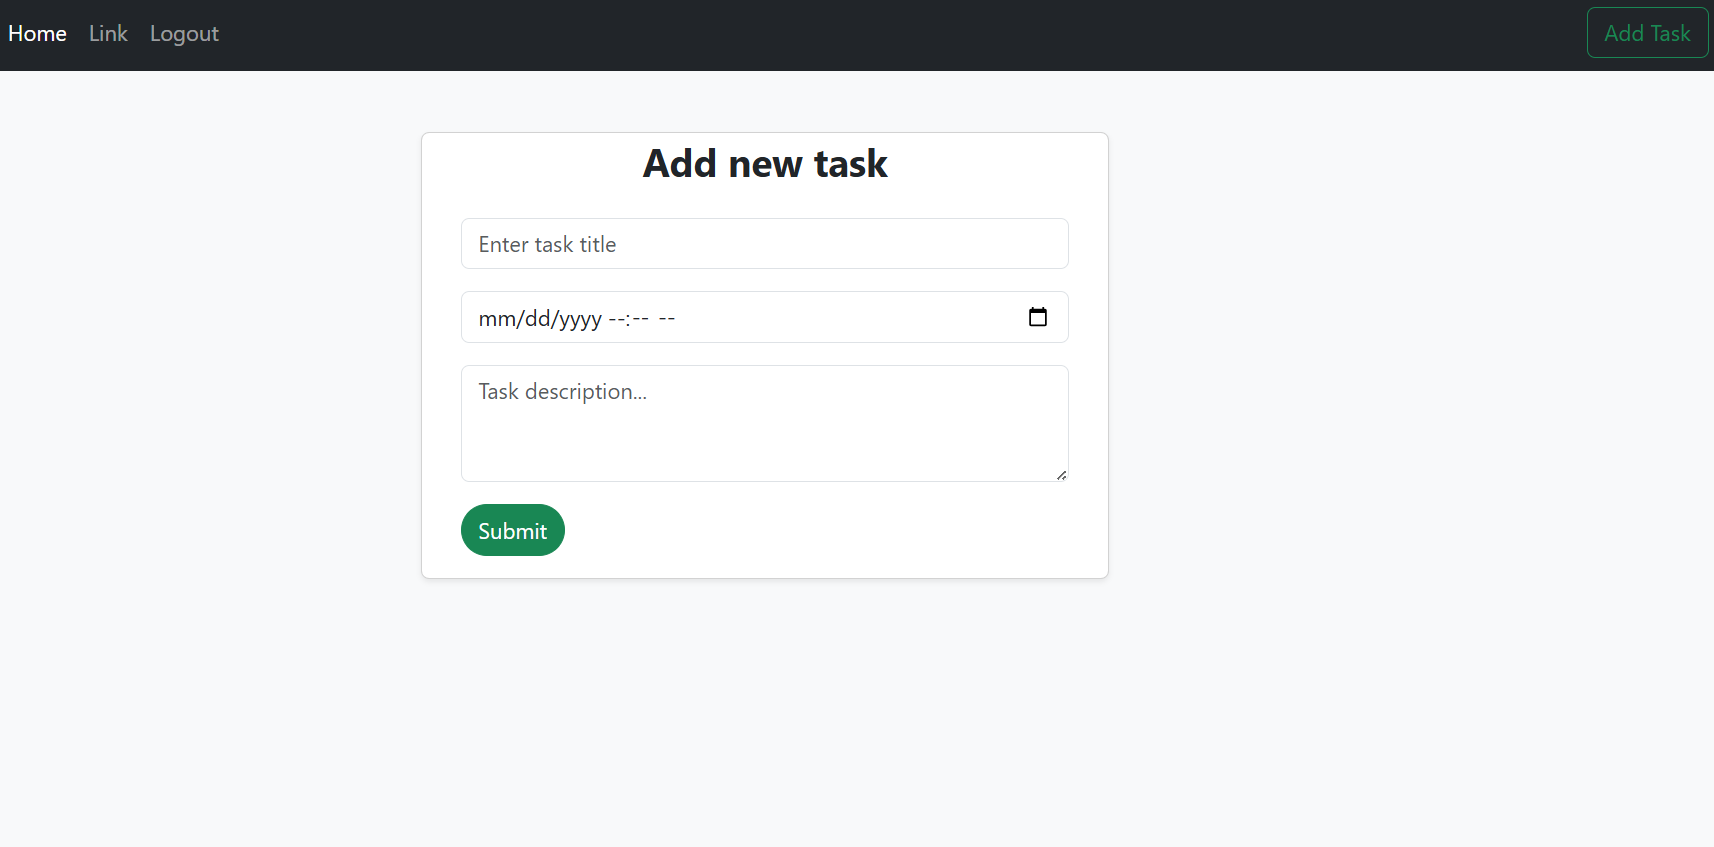 Home Link Logout Add Task
Add new task
Enter task title
mm/dd/yyyy --:-- --
Task description...
Submit